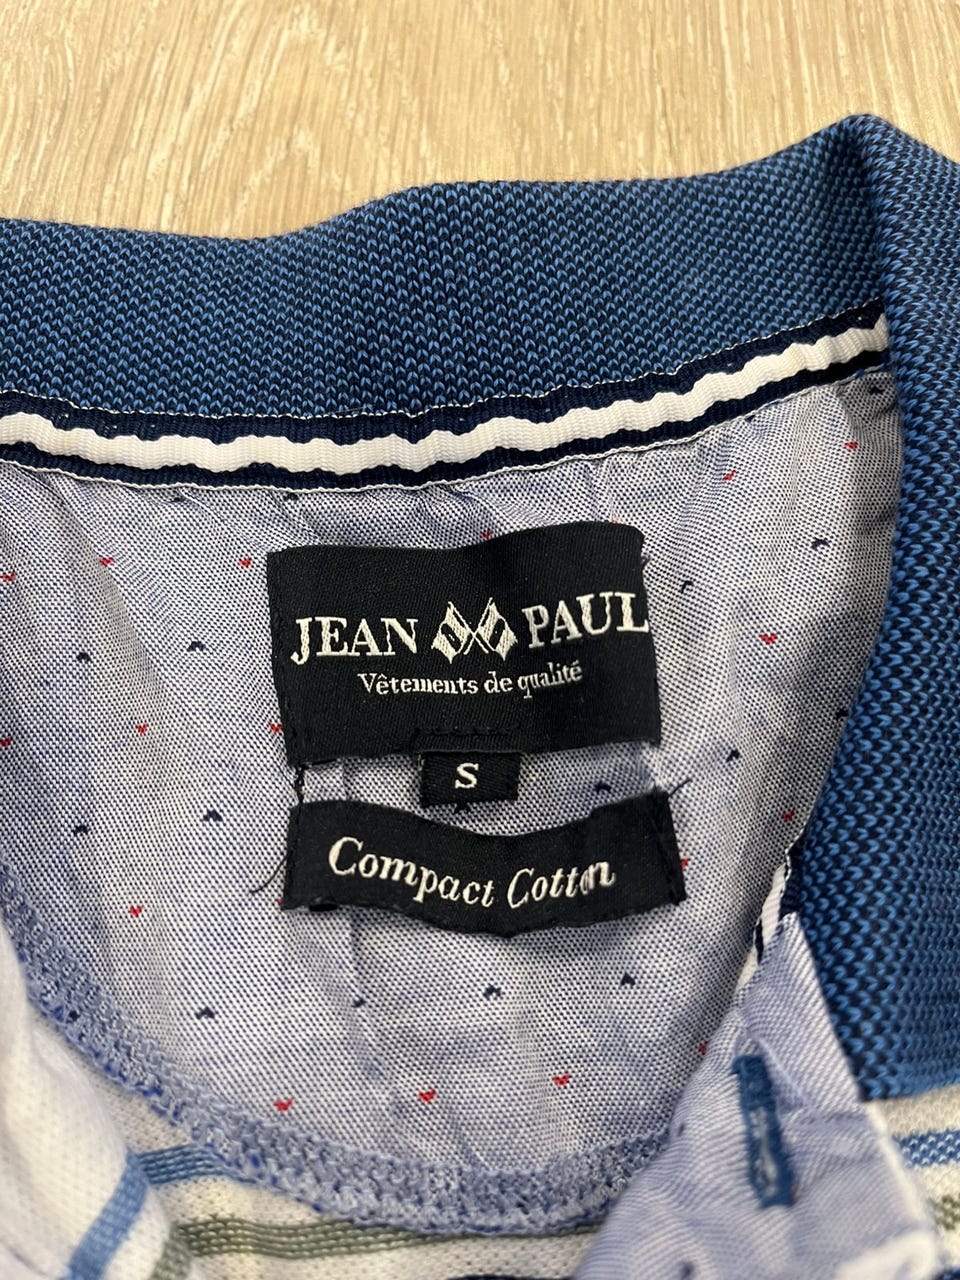 JEAN PAUL
Vêtements de qualité
S
Compact Cotton